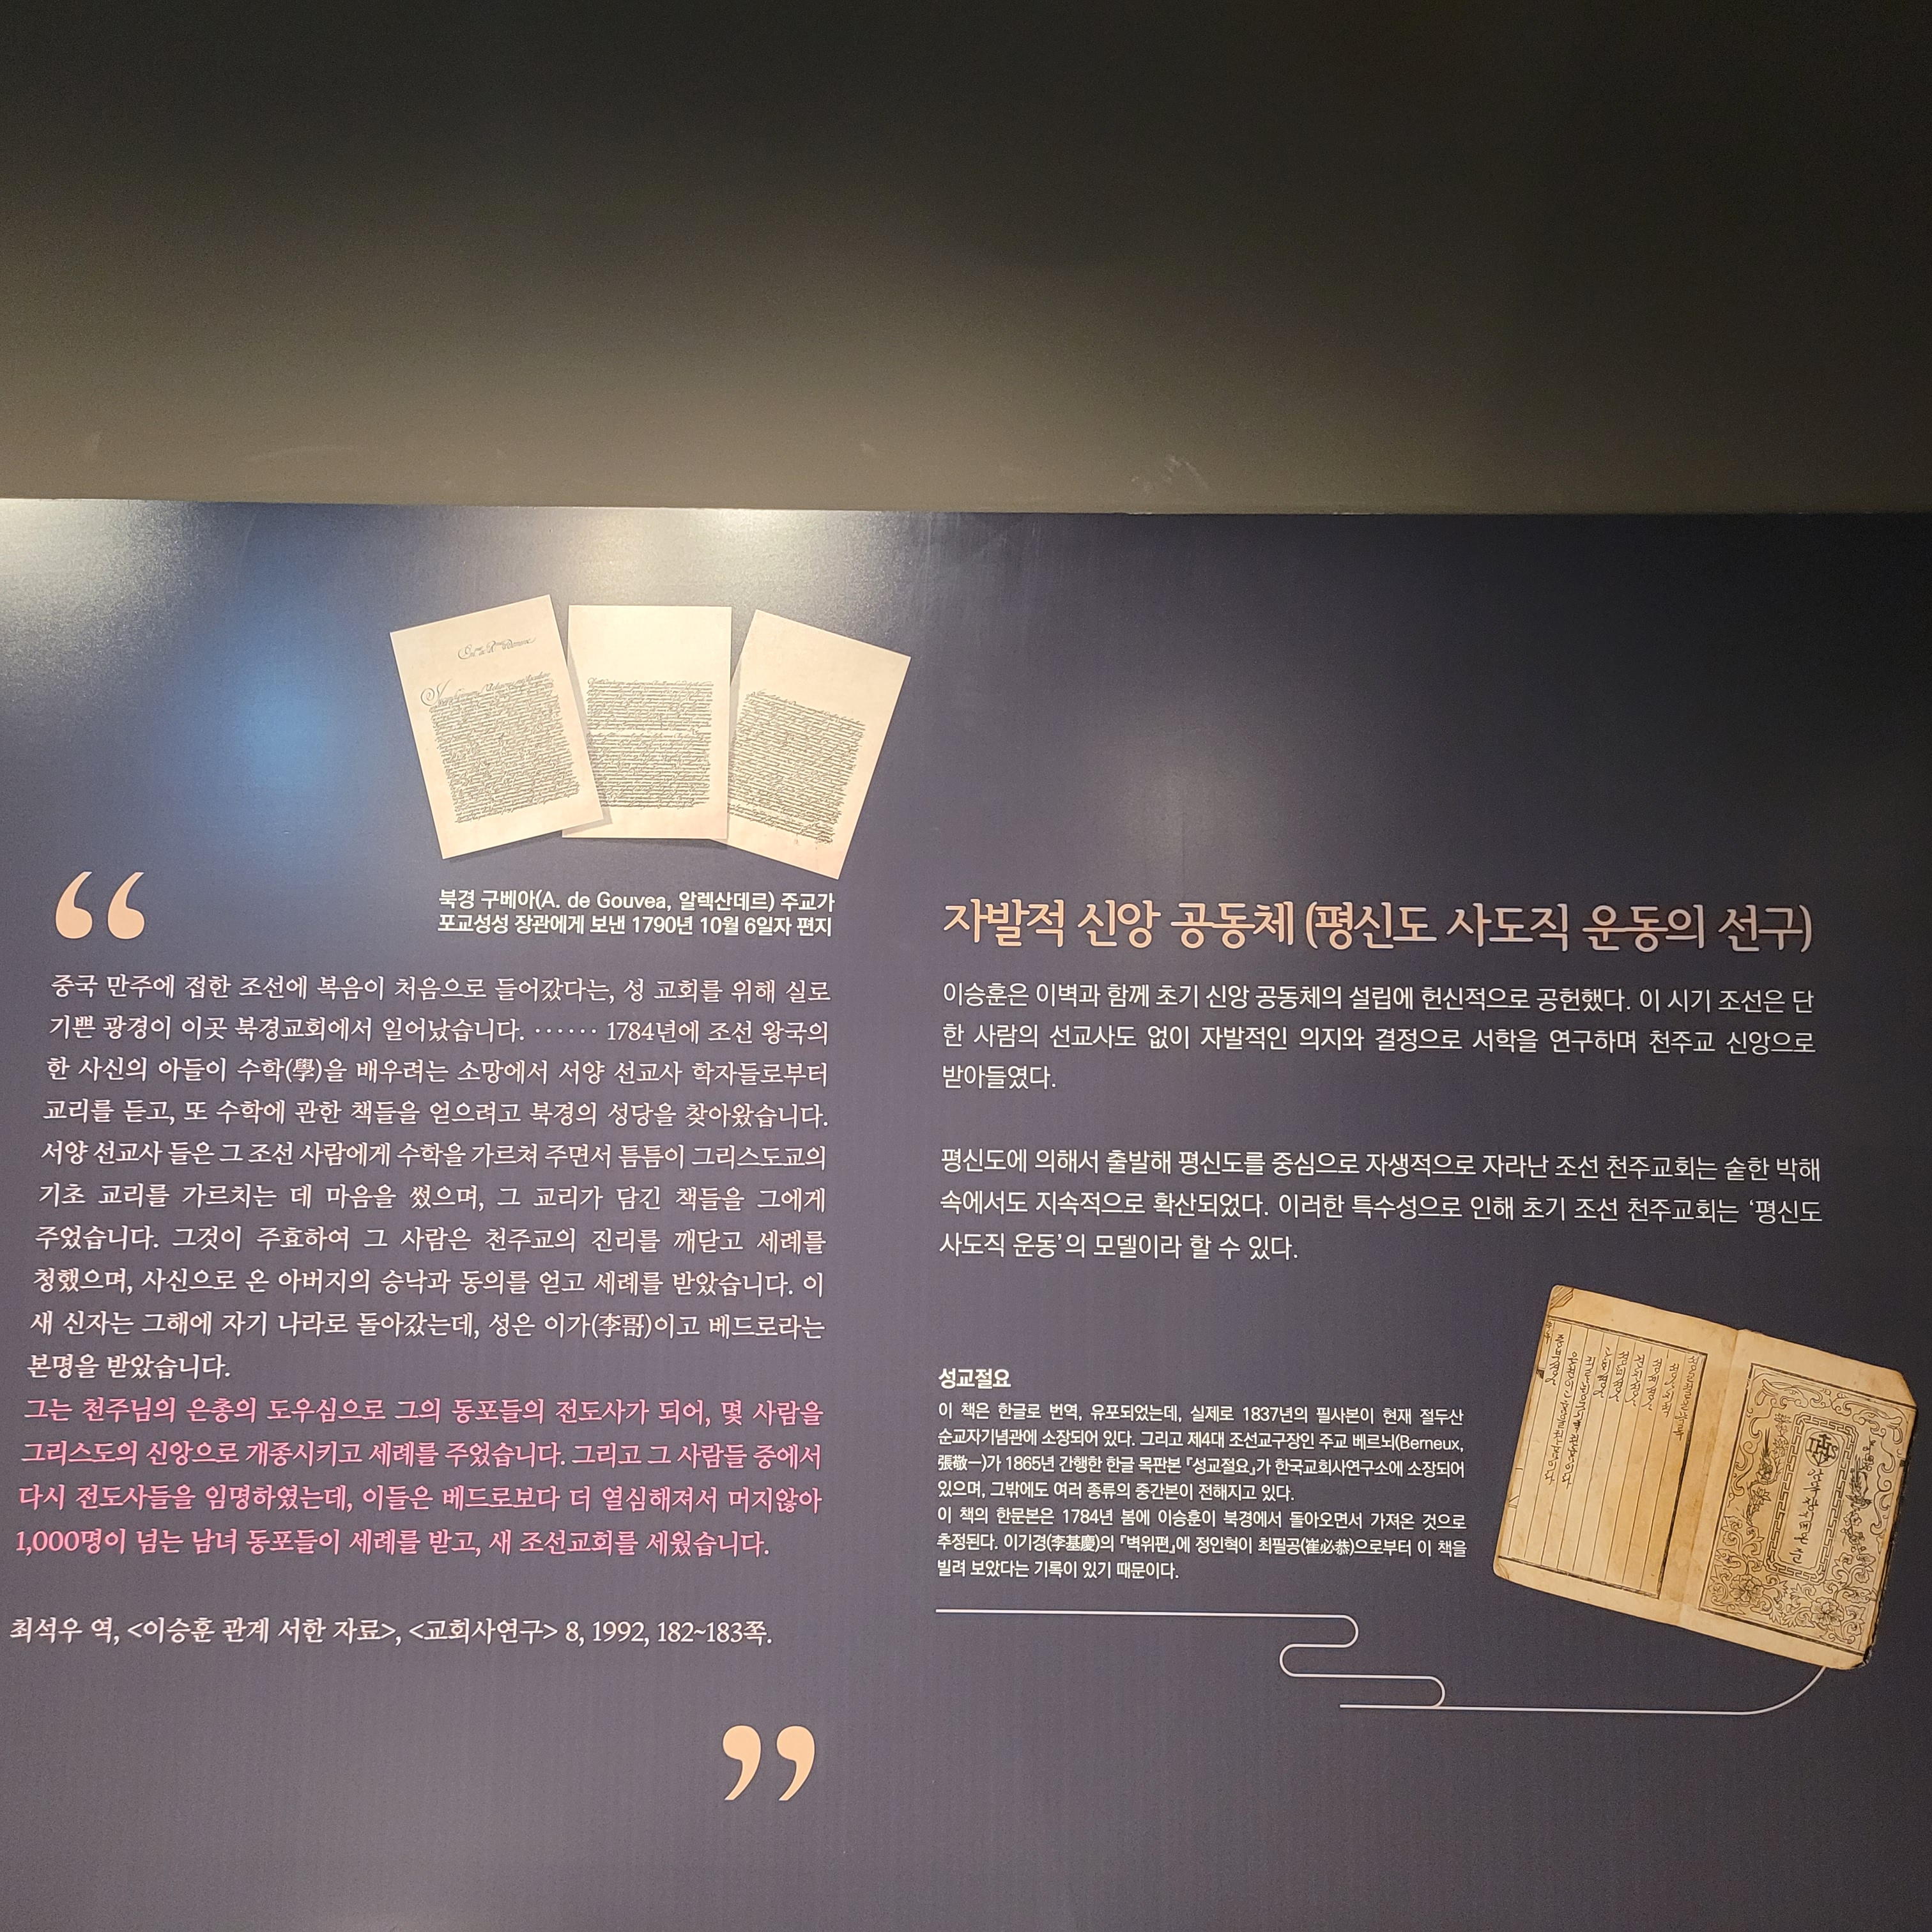 북경 구베아(A. de Gouvea, 알렉산데르) 주교가
포교성성 장관에게 보낸 1790년 10월 6일자 편지
“
중국 만주에 접한 조선에 복음이 처음으로 들어갔다는, 성 교회를 위해 실로
기쁜 광경이 이곳 북경교회에서 일어났습니다. ······ 1784년에 조선 왕국의
한 사신의 아들이 수학(學)을 배우려는 소망에서 서양 선교사 학자들로부터
교리를 듣고, 또 수학에 관한 책들을 얻으려고 북경의 성당을 찾아왔습니다.
서양 선교사 들은 그 조선 사람에게 수학을 가르쳐 주면서 틈틈이 그리스도교의
기초 교리를 가르치는 데 마음을 썼으며, 그 교리가 담긴 책들을 그에게
주었습니다. 그것이 주효하여 그 사람은 천주교의 진리를 깨닫고 세례를
청했으며, 사신으로 온 아버지의 승낙과 동의를 얻고 세례를 받았습니다. 이
새 신자는 그해에 자기 나라로 돌아갔는데, 성은 이가(李哥)이고 베드로라는
본명을 받았습니다.
그는 천주님의 은총의 도우심으로 그의 동포들의 전도사가 되어, 몇 사람을
그리스도의 신앙으로 개종시키고 세례를 주었습니다. 그리고 그 사람들 중에서
다시 전도사들을 임명하였는데, 이들은 베드로보다 더 열심해져서 머지않아
1,000명이 넘는 남녀 동포들이 세례를 받고, 새 조선교회를 세웠습니다.
최석우 역, <이승훈 관계 서한 자료>, <교회사연구> 8, 1992, 182~183쪽.
”
자발적 신앙 공동체 (평신도 사도직 운동의 선구)
이승훈은 이벽과 함께 초기 신앙 공동체의 설립에 헌신적으로 공헌했다. 이 시기 조선은 단
한 사람의 선교사도 없이 자발적인 의지와 결정으로 서학을 연구하며 천주교 신앙으로
받아들였다.
평신도에 의해서 출발해 평신도를 중심으로 자생적으로 자라난 조선 천주교회는 숱한 박해
속에서도 지속적으로 확산되었다. 이러한 특수성으로 인해 초기 조선 천주교회는 ‘평신도
사도직 운동’의 모델이라 할 수 있다.
성교절요
이 책은 한글로 번역, 유포되었는데, 실제로 1837년의 필사본이 현재 절두산
순교자기념관에 소장되어 있다. 그리고 제4대 조선교구장인 주교 베르뇌(Berneux,
張敬一)가 1865년 간행한 한글 목판본 『성교절요』가 한국교회사연구소에 소장되어
있으며, 그밖에도 여러 종류의 중간본이 전해지고 있다.
이 책의 한문본은 1784년 봄에 이승훈이 북경에서 돌아오면서 가져온 것으로
추정된다. 이기경(李基慶)의 『벽위편』에 정인혁이 최필공(崔必恭)으로부터 이 책을
빌려 보았다는 기록이 있기 때문이다.